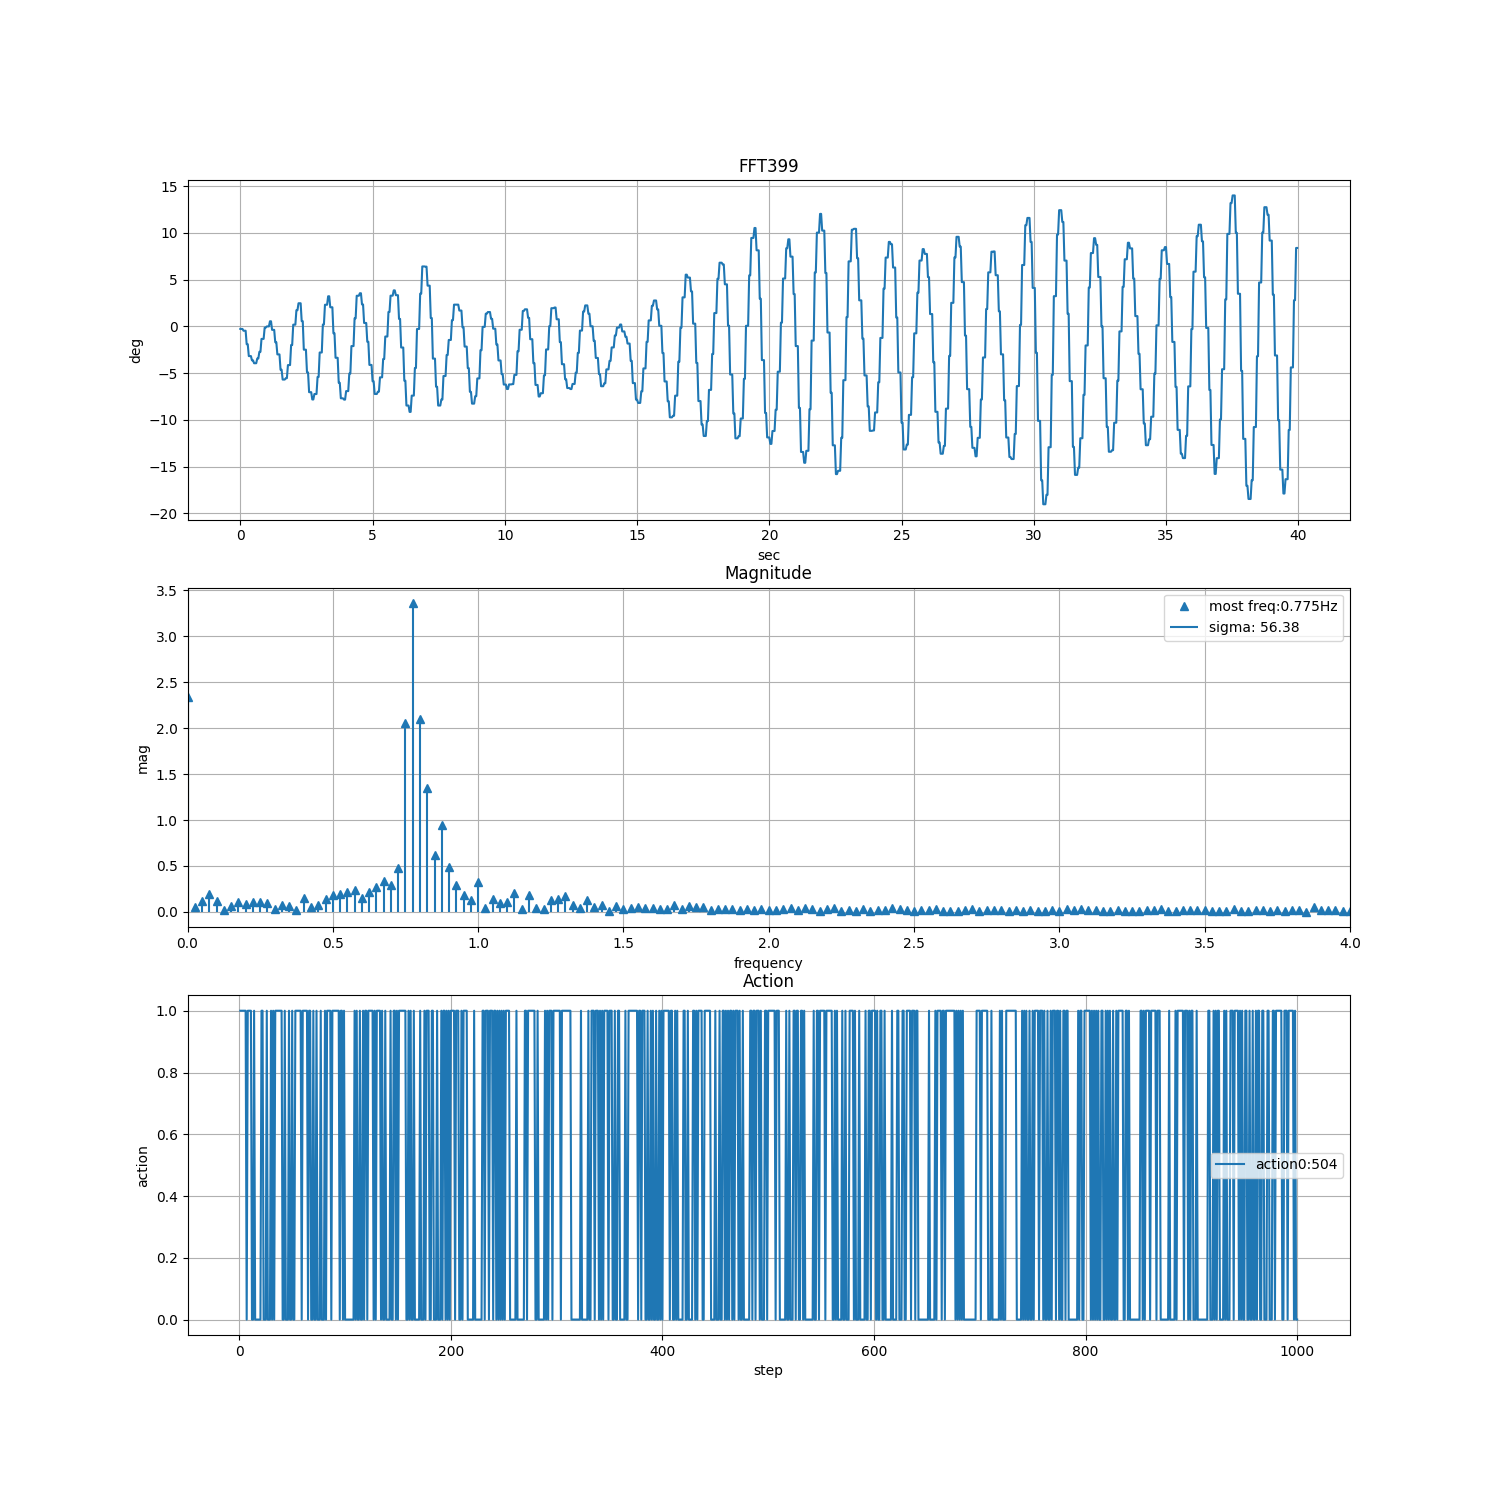 FFT399
15
10
5
0
−5
−10
−15
−20
deg
0 5 10 15 20 25 30 35 40
sec
Magnitude
3.5
3.0
2.5
2.0
1.5
1.0
0.5
0.0
mag
most freq:0.775Hz
sigma: 56.38
0.0 0.5 1.0 1.5 2.0 2.5 3.0 3.5 4.0
frequency
Action
1.0
0.8
0.6
0.4
0.2
0.0
action
action0:504
0 200 400 600 800 1000
step